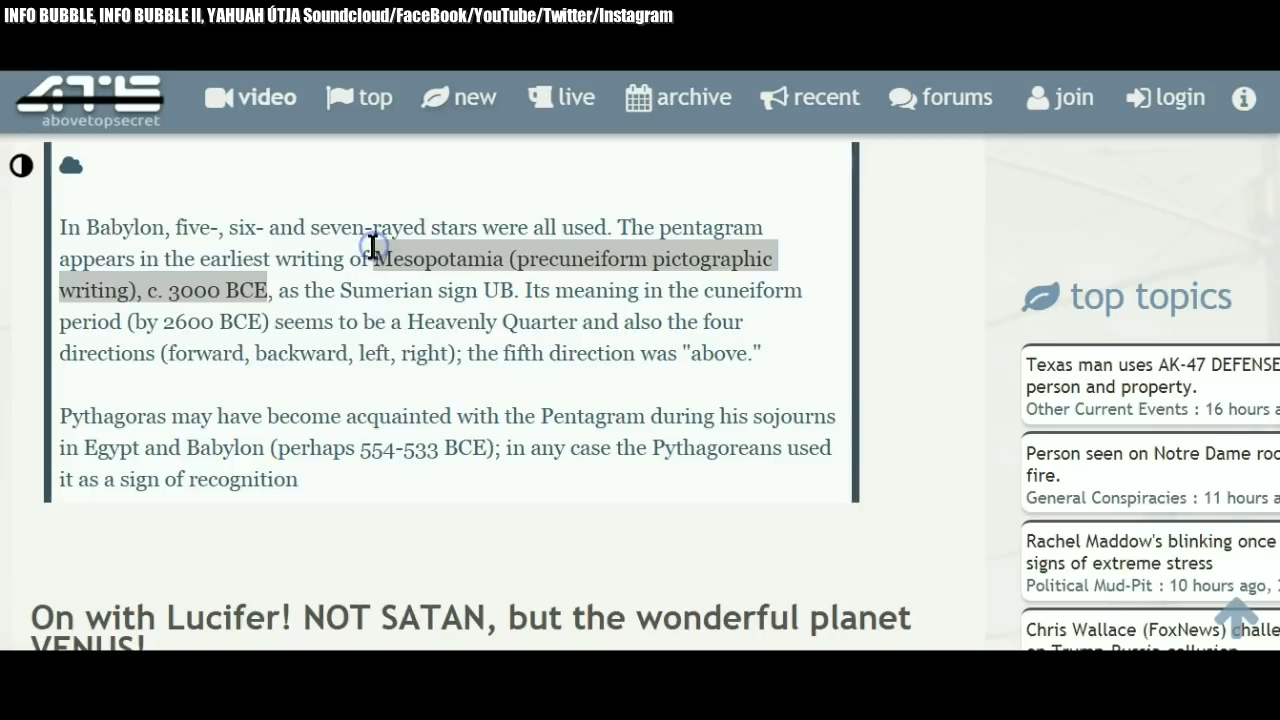 INFO BUBBLE, INFO BUBBLE II, YAHUAH ÚTJA Soundcloud/FaceBook/YouTube/Twitter/Instagram
ATS
abovetopsecret
video top new live archive recent forums join login
In Babylon, five-, six- and seven-rayed stars were all used. The pentagram
appears in the earliest writing of Mesopotamia (precuneiform pictographic
writing), c. 3000 BCE, as the Sumerian sign UB. Its meaning in the cuneiform
period (by 2600 BCE) seems to be a Heavenly Quarter and also the four
directions (forward, backward, left, right); the fifth direction was "above."
Pythagoras may have become acquainted with the Pentagram during his sojourns
in Egypt and Babylon (perhaps 554-533 BCE); in any case the Pythagoreans used
it as a sign of recognition
On with Lucifer! NOT SATAN, but the wonderful planet
VENUS!
top topics
Texas man uses AK-47 DEFENSE
person and property.
Other Current Events : 16 hours
Person seen on Notre Dame
fire.
General Conspiracies : 11 hours
Rachel Maddow's blinking once
signs of extreme stress
Political Mud-Pit : 10 hours ago,
Chris Wallace (FoxNews)
on Trump-Russia collusion